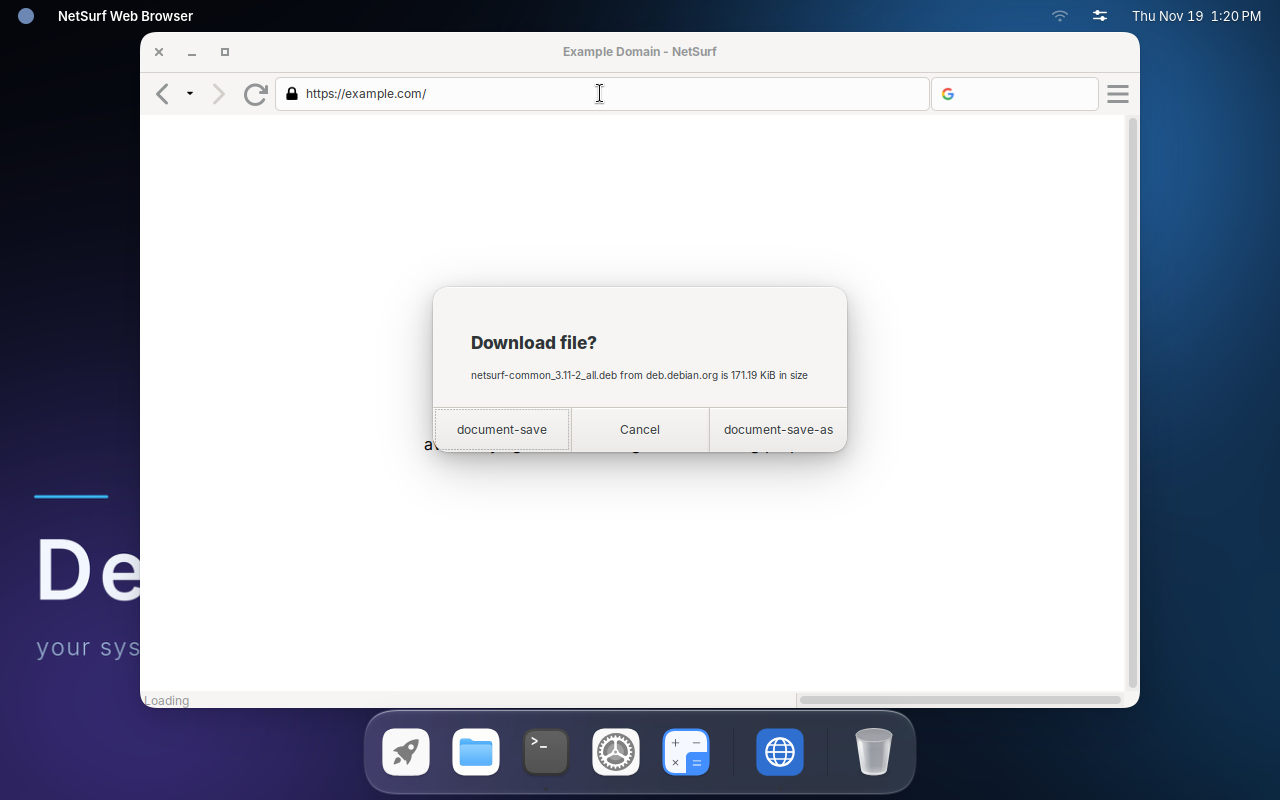 NetSurf Web Browser
Thu Nov 19 1:20 PM
Example Domain - NetSurf
https://example.com/
Download file?
netsurf-common_3.11-2_all.deb from deb.debian.org is 171.19 KiB in size
document-save
Cancel
document-save-as
De
your sys
Loading